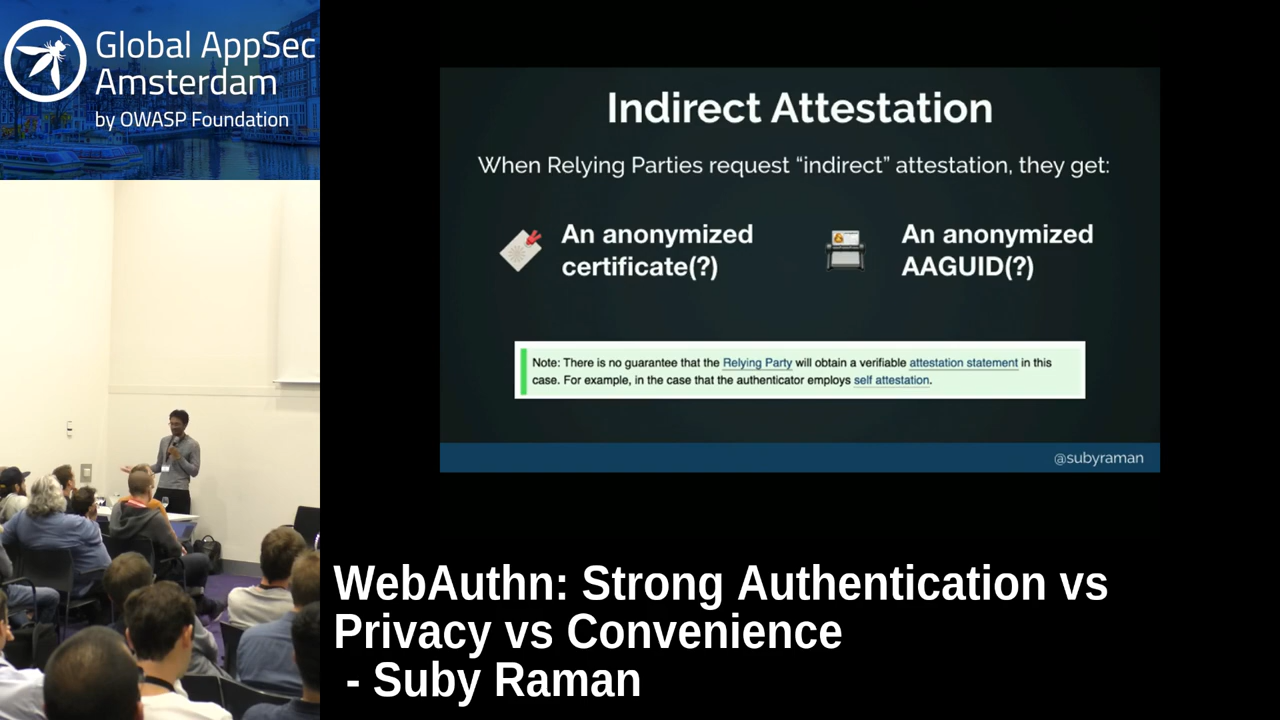 Global AppSec
Amsterdam
by OWASP Foundation
Indirect Attestation
When Relying Parties request “indirect” attestation, they get:
An anonymized
certificate(?)
An anonymized
AAGUID(?)
Note: There is no guarantee that the Relying Party will obtain a verifiable attestation statement in this
case. For example, in the case that the authenticator employs self attestation.
@subyraman
WebAuthn: Strong Authentication vs
Privacy vs Convenience
- Suby Raman